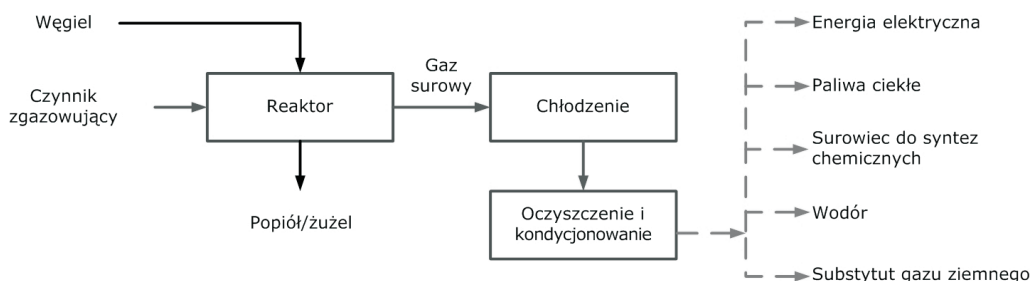 Węgiel
Energia elektryczna
Gaz
surowy
Paliwa ciekłe
Czynnik
zgazowujący
Reaktor
Chłodzenie
Surowiec do syntez
chemicznych
Popiół/żużel
Oczyszczenie i
kondycjonowanie
Wodór
Substytut gazu ziemnego